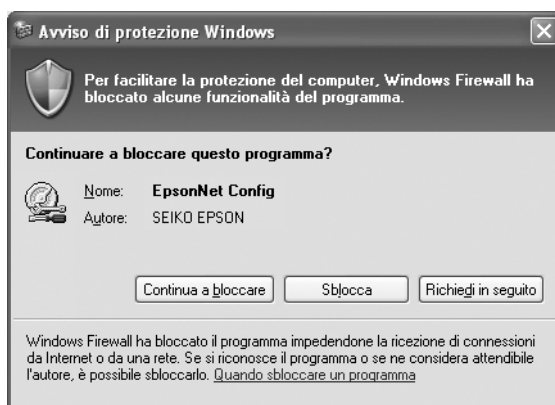 Avviso di protezione Windows
Per facilitare la protezione del computer, Windows Firewall ha
bloccato alcune funzionalità del programma.
Continuare a bloccare questo programma?
Nome: EpsonNet Config
Autore: SEIKO EPSON
Continua a bloccare Sblocca Richiedi in seguito
Windows Firewall ha bloccato il programma impedendone la ricezione di connessioni
da Internet o da una rete. Se si riconosce il programma o se ne considera attendibile
l'autore, è possibile sbloccarlo. Quando sbloccare un programma